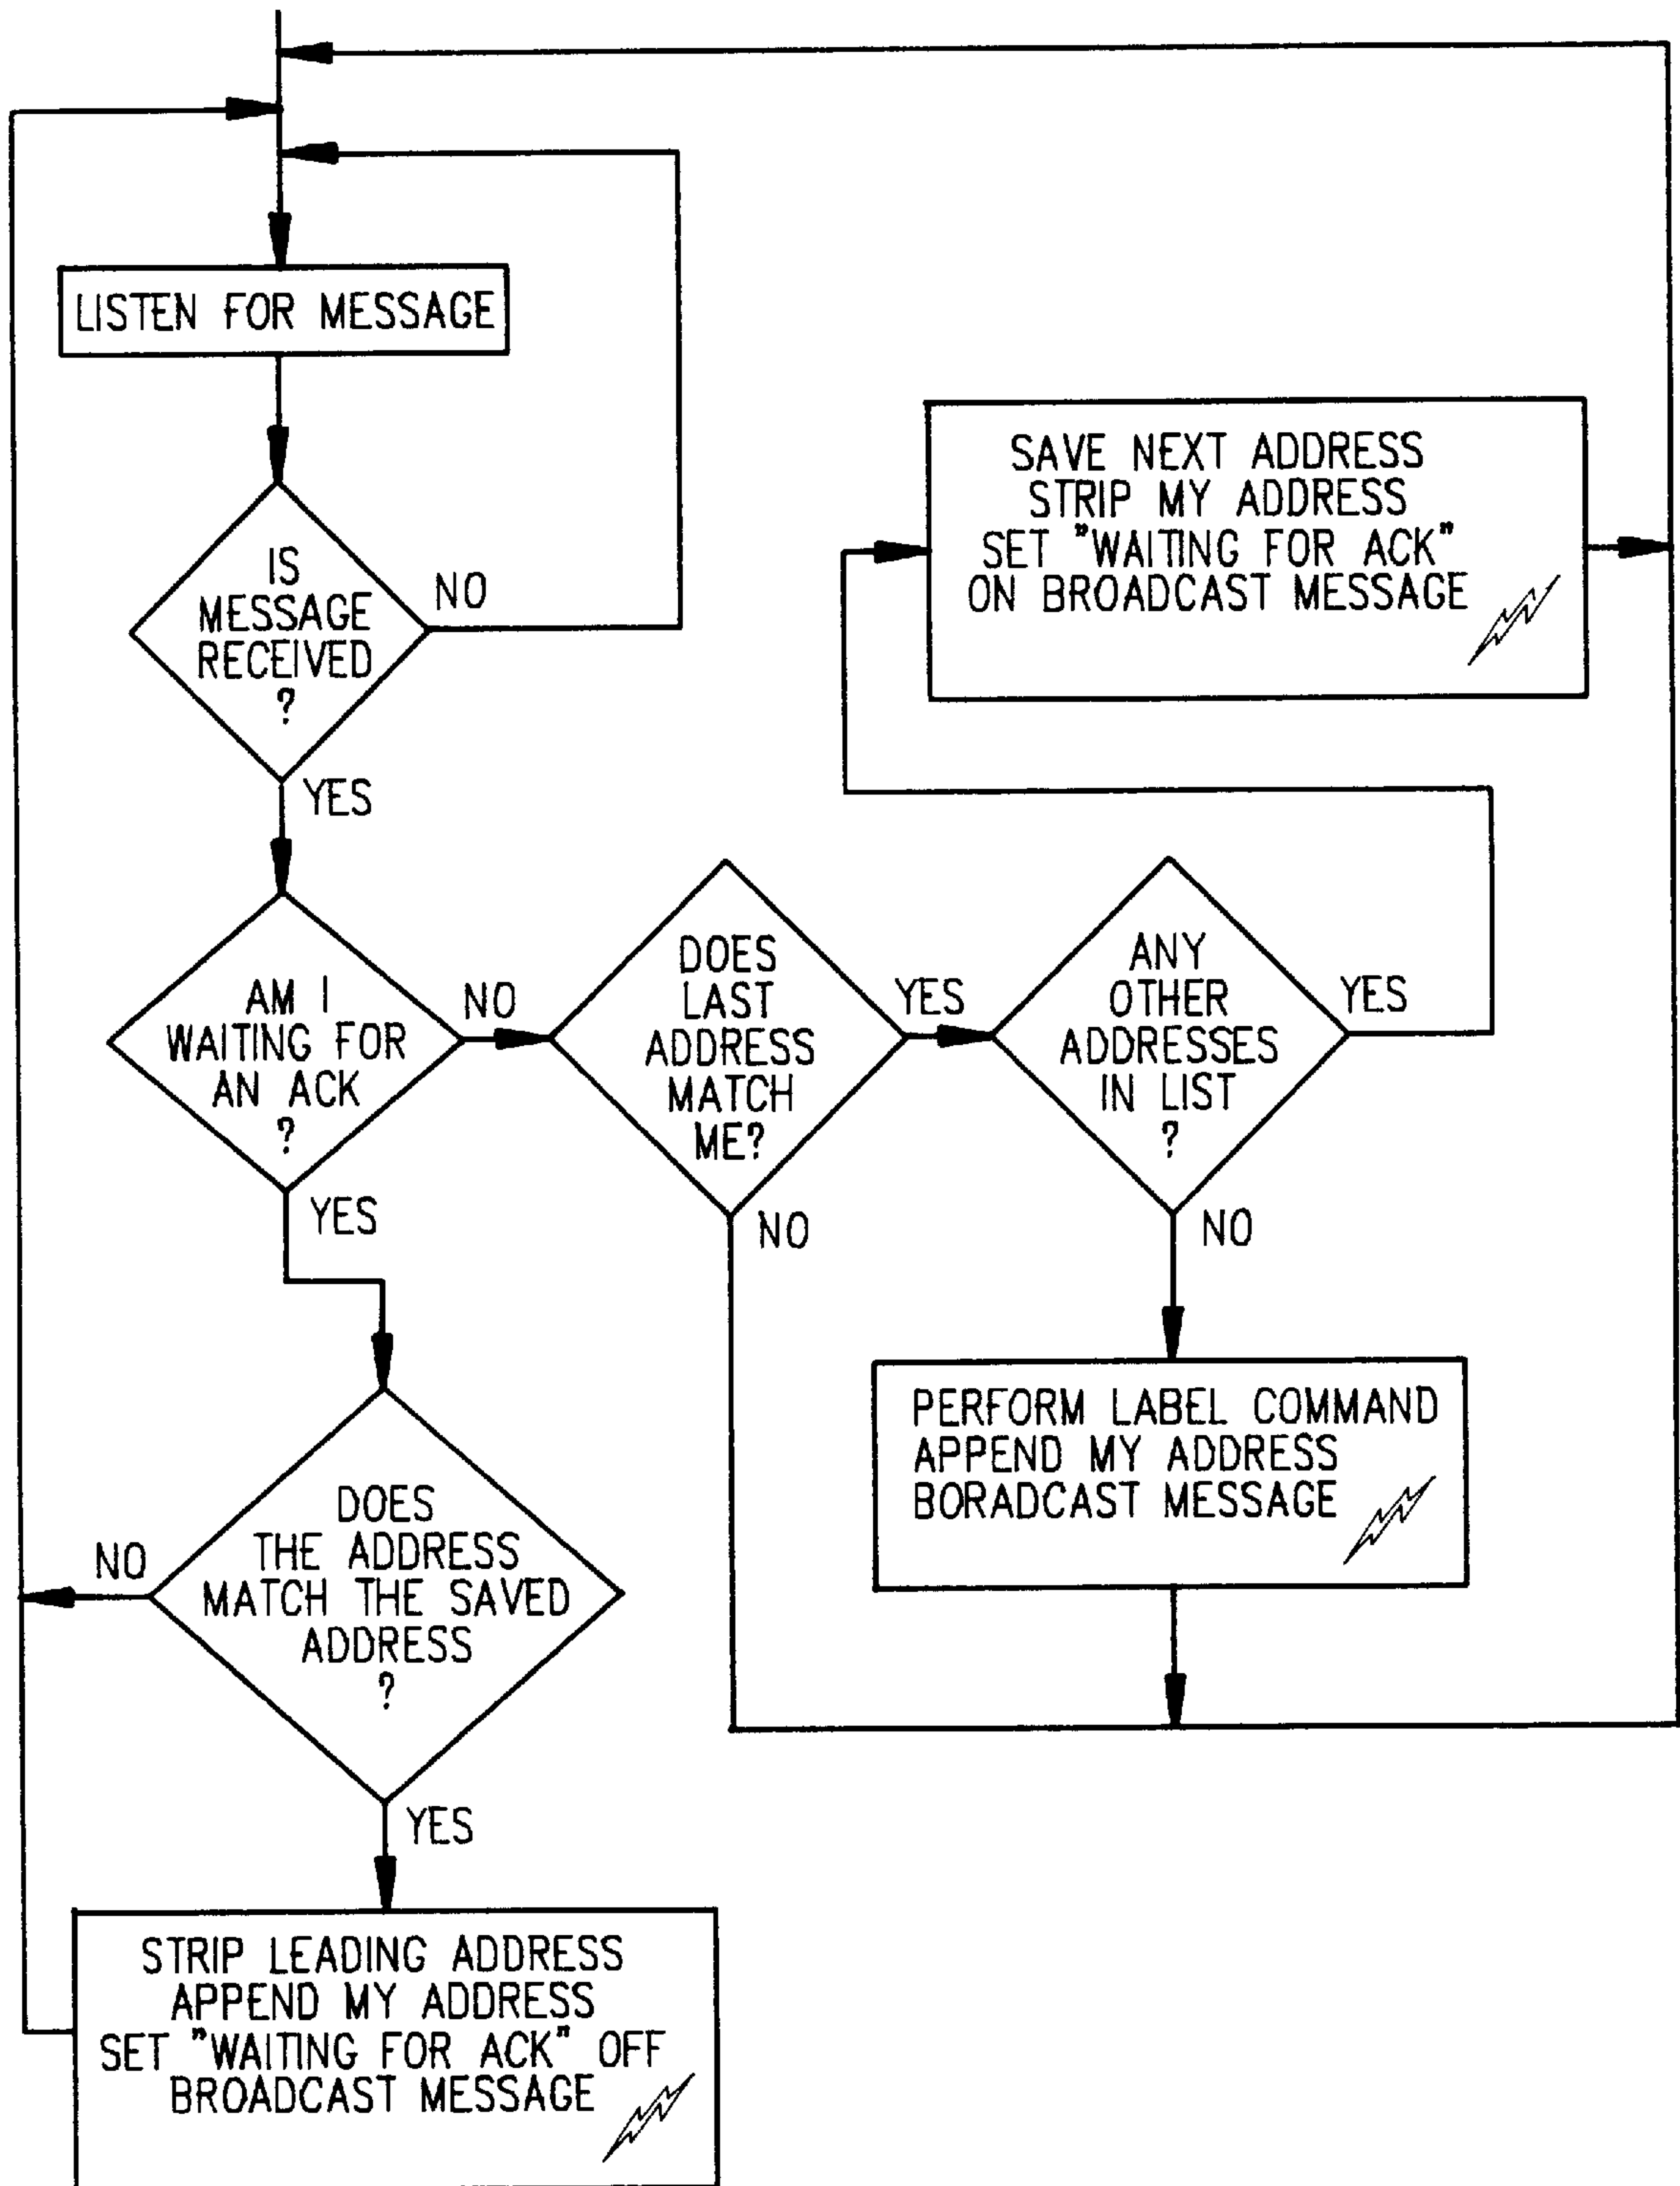 LISTEN FOR MESSAGE
IS
MESSAGE
RECEIVED
?
NO
YES
SAVE NEXT ADDRESS
STRIP MY ADDRESS
SET "WAITING FOR ACK"
ON BROADCAST MESSAGE
AM I
WAITING FOR
AN ACK
?
NO
YES
DOES
LAST
ADDRESS
MATCH
ME?
YES
NO
ANY
OTHER
ADDRESSES
IN LIST
?
YES
NO
PERFORM LABEL COMMAND
APPEND MY ADDRESS
BORADCAST MESSAGE
DOES
THE ADDRESS
MATCH THE SAVED
ADDRESS
?
NO
YES
STRIP LEADING ADDRESS
APPEND MY ADDRESS
SET "WAITING FOR ACK" OFF
BROADCAST MESSAGE